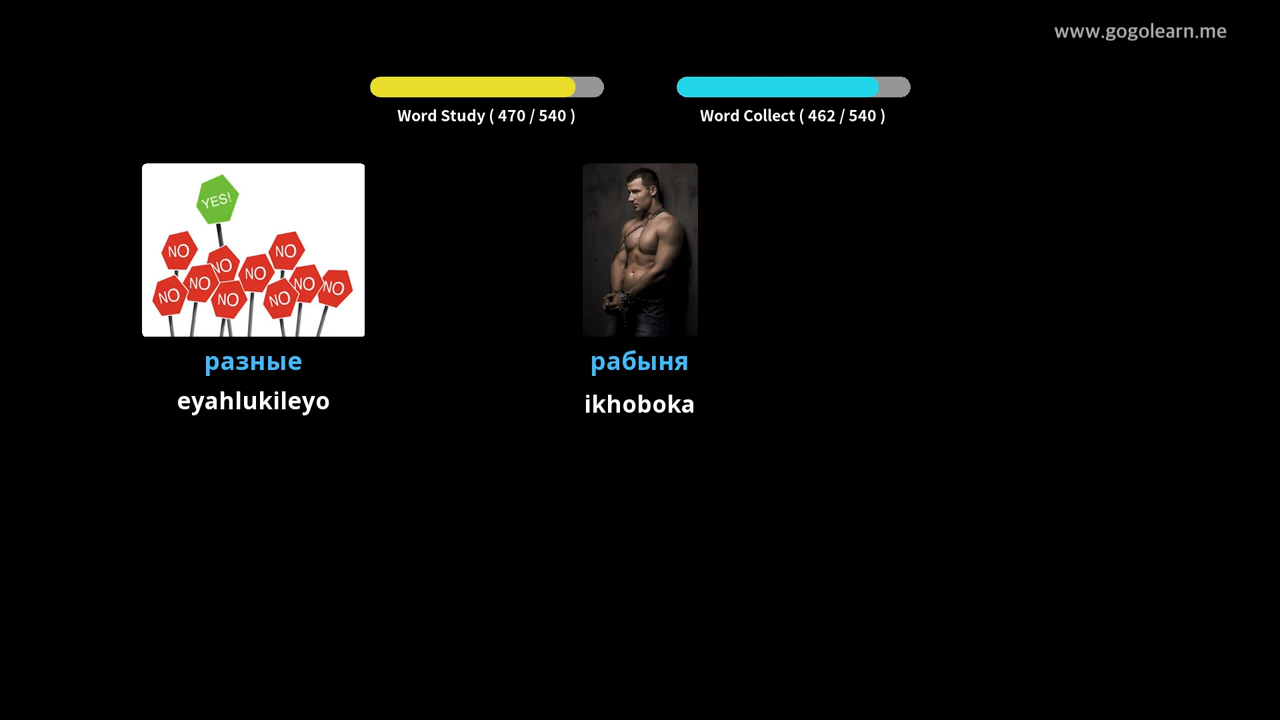 www.gogolearn.me
Word Study ( 470 / 540 )
Word Collect ( 462 / 540 )
YES!
NO
NO
NO
NO
NO
NO
NO
NO
NO
NO
разные
рабыня
eyahlukileyo
ikhoboka